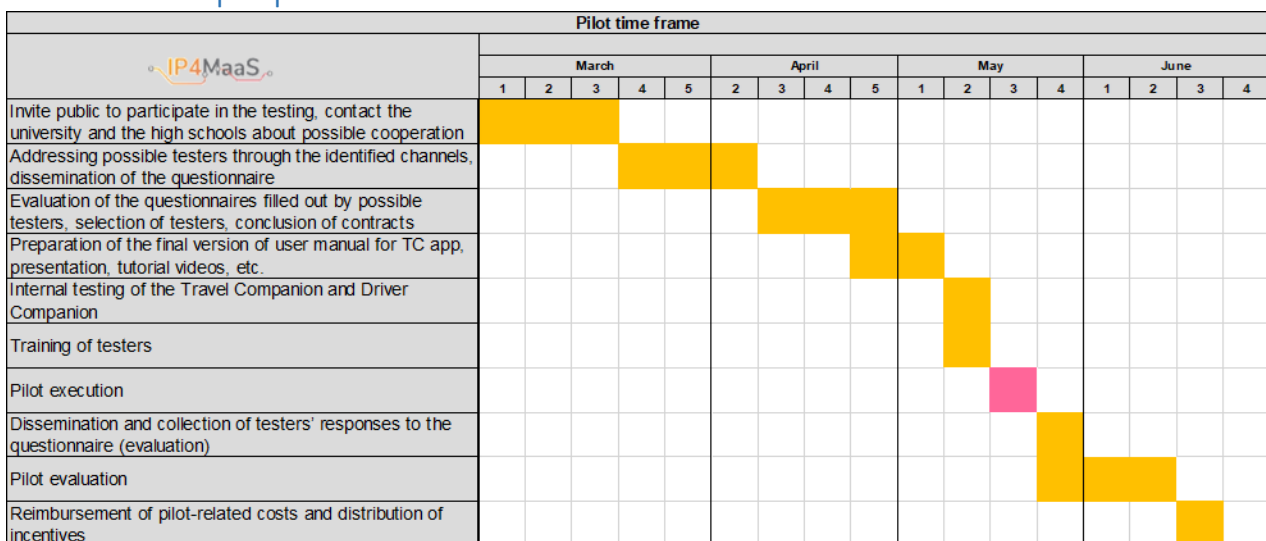 Pilot time frame
IP4MaaS
March April May June
1 2 3 4 5 2 3 4 5 1 2 3 4 1 2 3 4
Invite public to participate in the testing, contact the
university and the high schools about possible cooperation
Addressing possible testers through the identified channels,
dissemination of the questionnaire
Evaluation of the questionnaires filled out by possible
testers, selection of testers, conclusion of contracts
Preparation of the final version of user manual for TC app,
presentation, tutorial videos, etc.
Internal testing of the Travel Companion and Driver
Companion
Training of testers
Pilot execution
Dissemination and collection of testers’ responses to the
questionnaire (evaluation)
Pilot evaluation
Reimbursement of pilot-related costs and distribution of
incentives